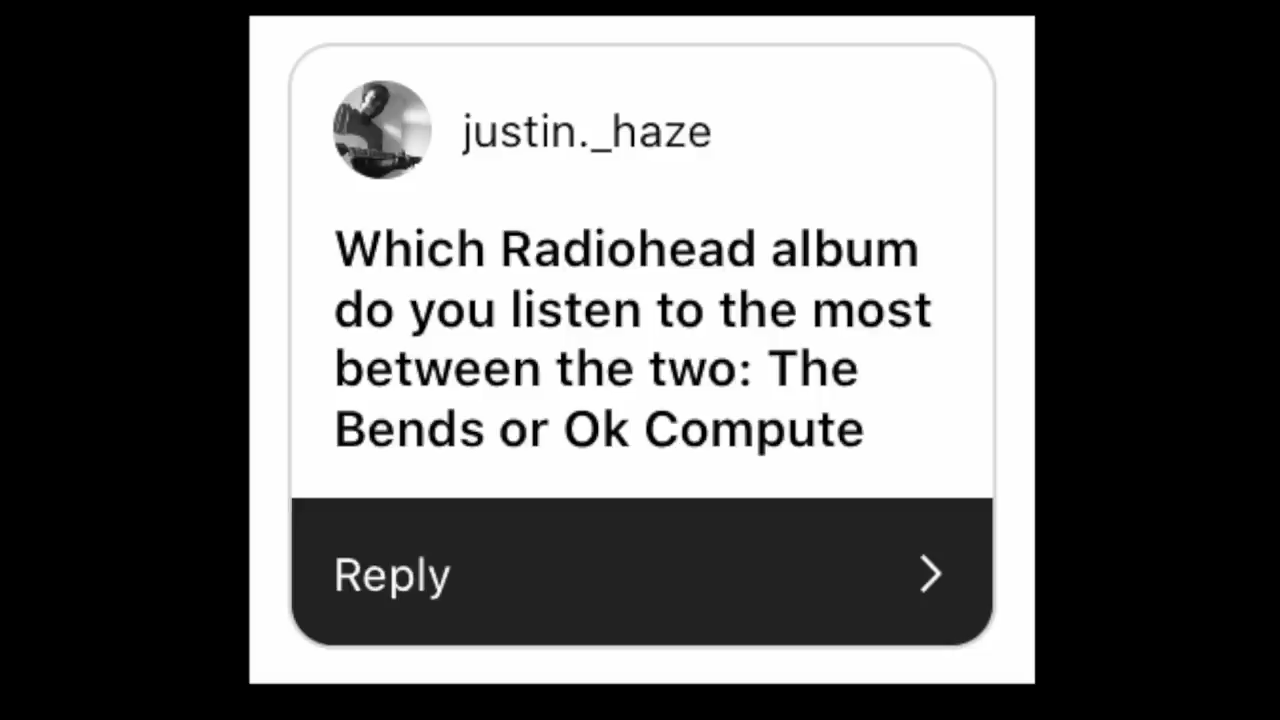 justin._haze
Which Radiohead album
do you listen to the most
between the two: The
Bends or Ok Compute
Reply